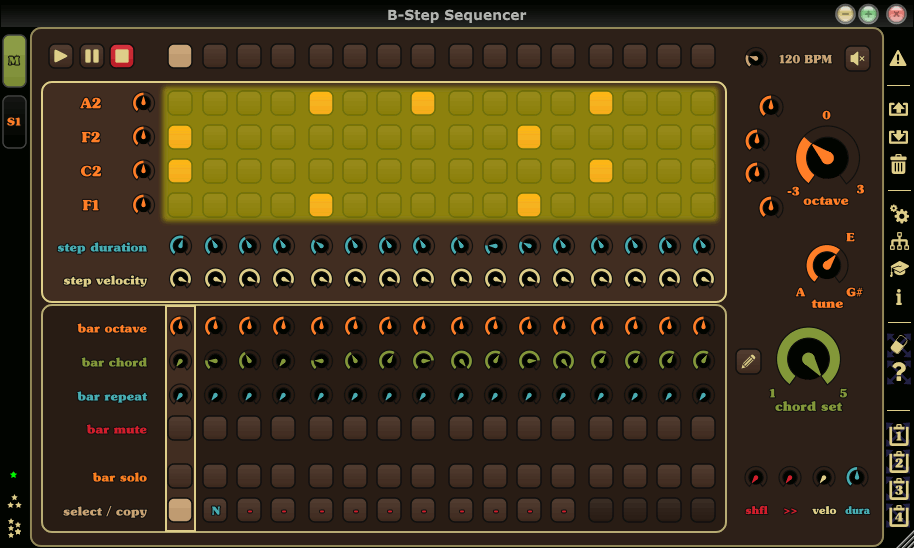 B-Step Sequencer
M
120 BPM
S1
A2
F2
C2
F1
0
-3
3
octave
step duration
step velocity
E
A
G#
tune
bar octave
bar chord
bar repeat
bar mute
bar solo
select / copy
N
1
5
chord set
?
1
2
3
4
shfl
>>
velo
dura